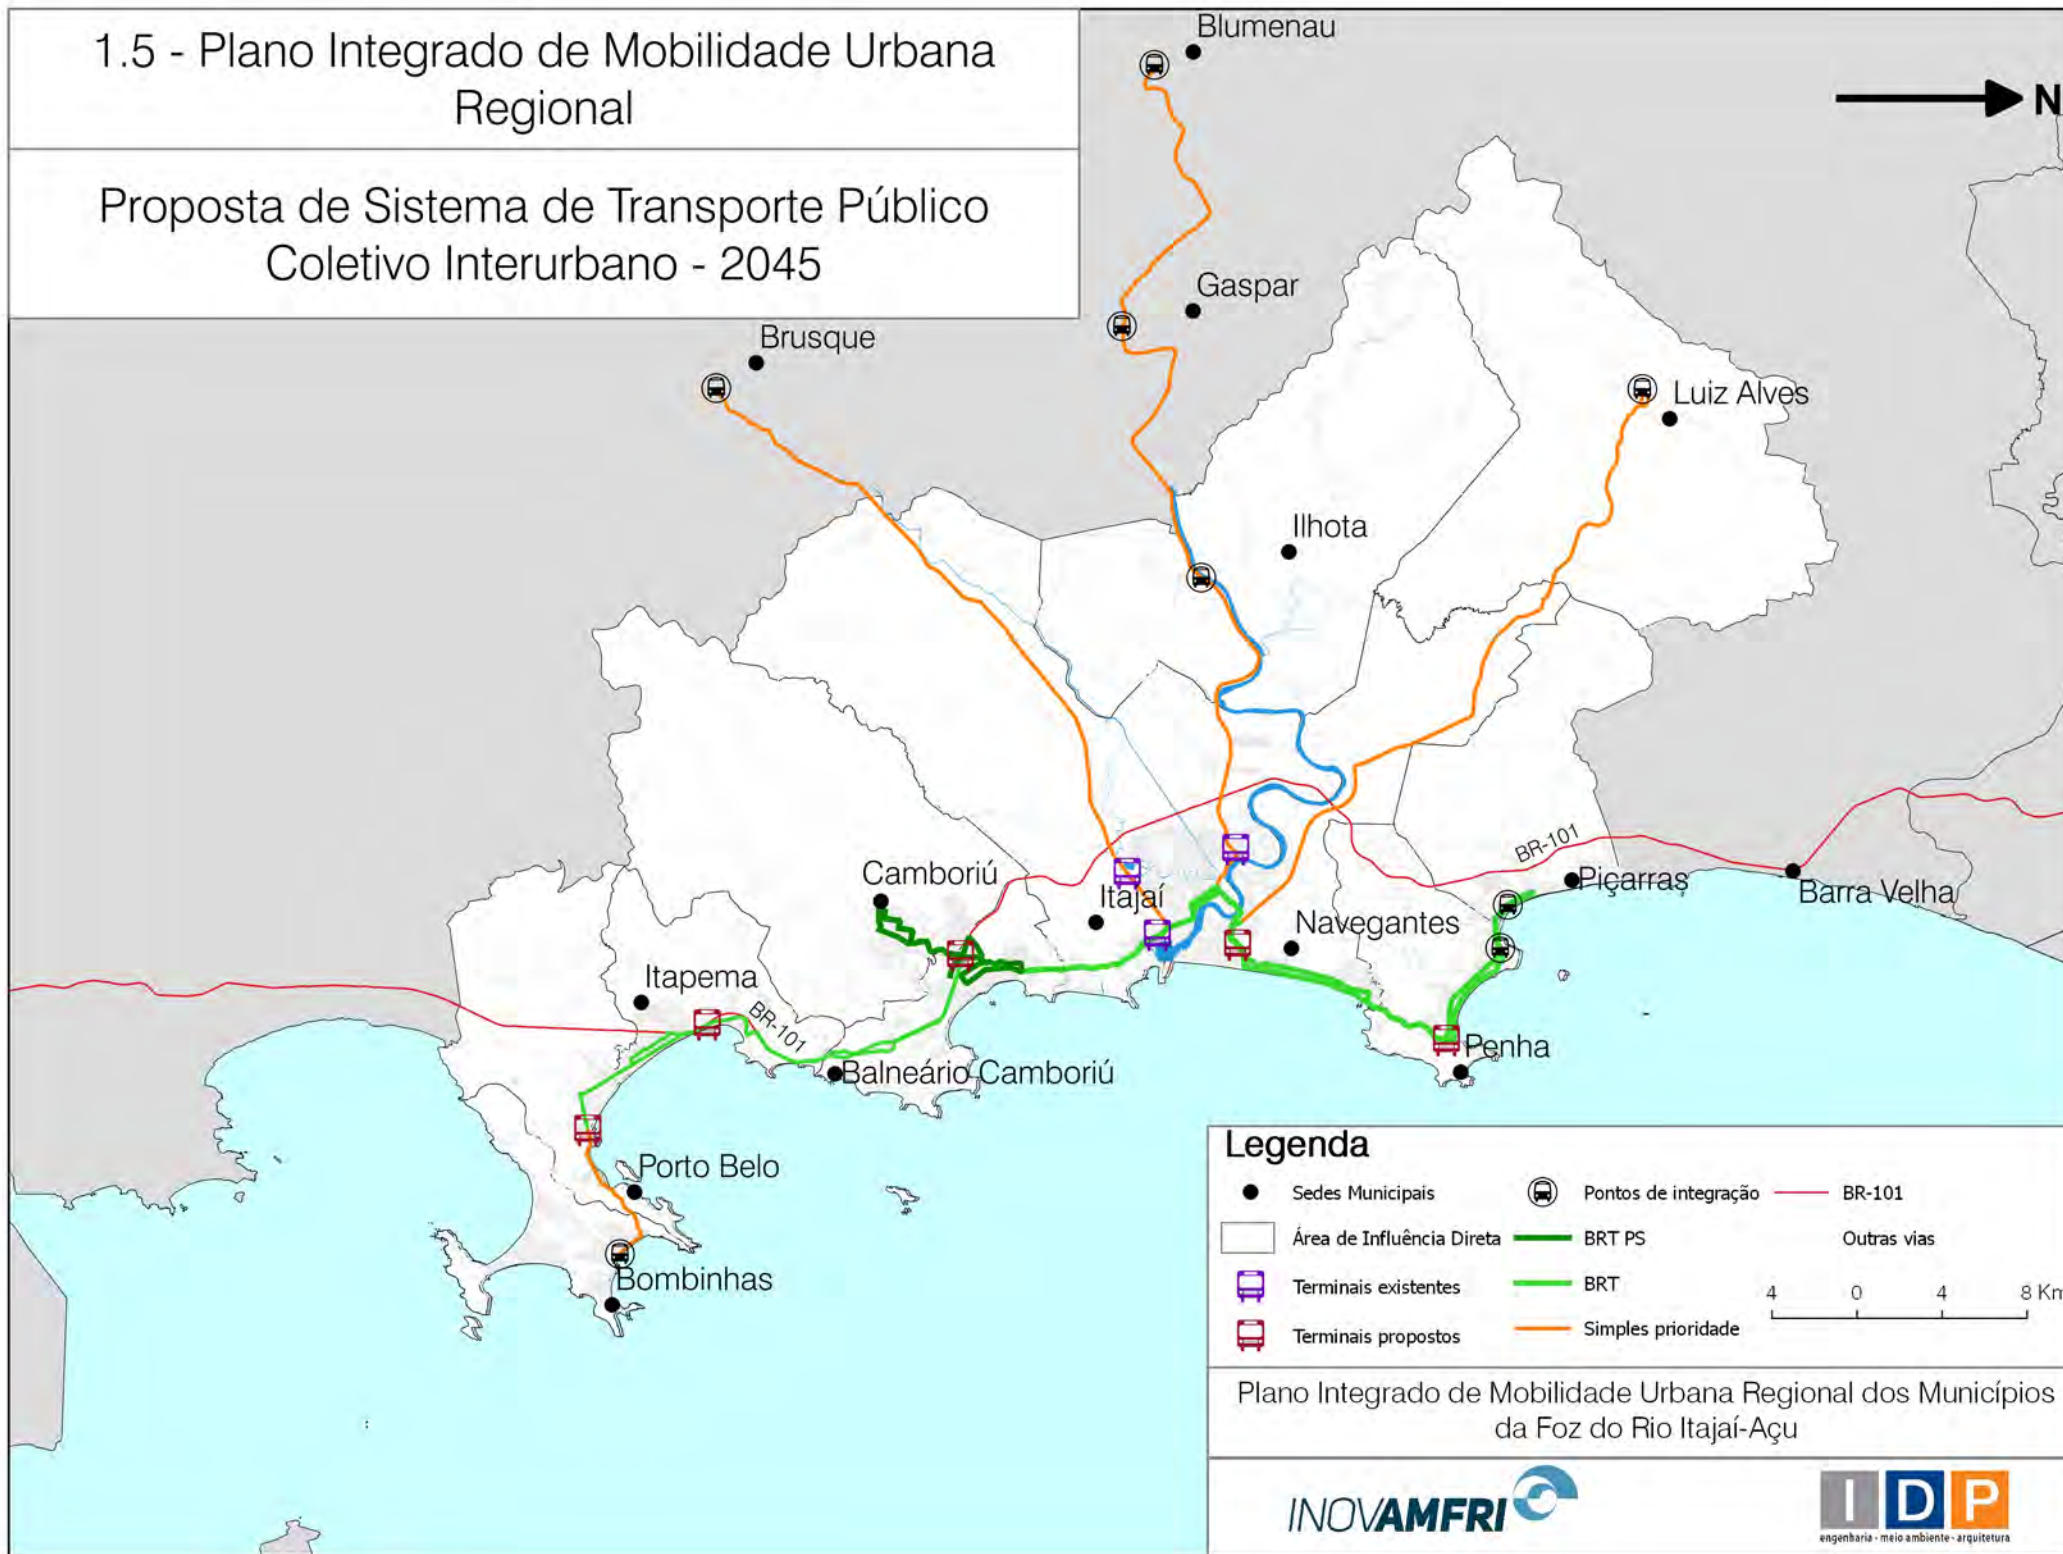 1.5 - Plano Integrado de Mobilidade Urbana
Regional
Proposta de Sistema de Transporte Público
Coletivo Interurbano - 2045
Blumenau
N
Gaspar
Brusque
Luiz Alves
Ilhota
BR-101
Camboriú
Itajaí
Piçarras
Barra Velha
Navegantes
Itapema
BR-101
Penha
Balneário Camboriú
Porto Belo
Bombinhas
Legenda
Sedes Municipais
Pontos de integração
BR-101
Área de Influência Direta
BRT PS
Outras vias
Terminais existentes
BRT
4 0 4 8 Km
Terminais propostos
Simples prioridade
Plano Integrado de Mobilidade Urbana Regional dos Municípios
da Foz do Rio Itajaí-Açu
INOVAMFRI
IDP
engenharia - meio ambiente - arquitetura